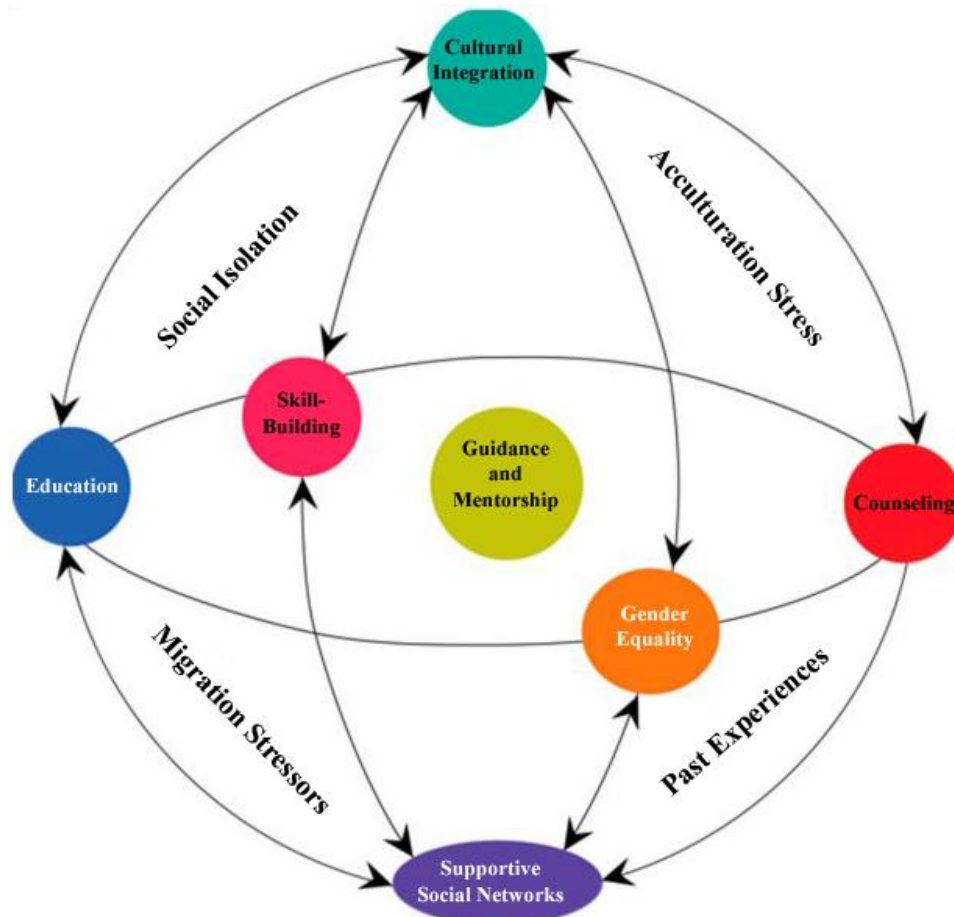 Cultural
Integration
Social Isolation
Acculturation Stress
Skill-
Building
Guidance
and
Mentorship
Education
Counseling
Gender
Equality
Migration Stressors
Past Experiences
Supportive
Social Networks